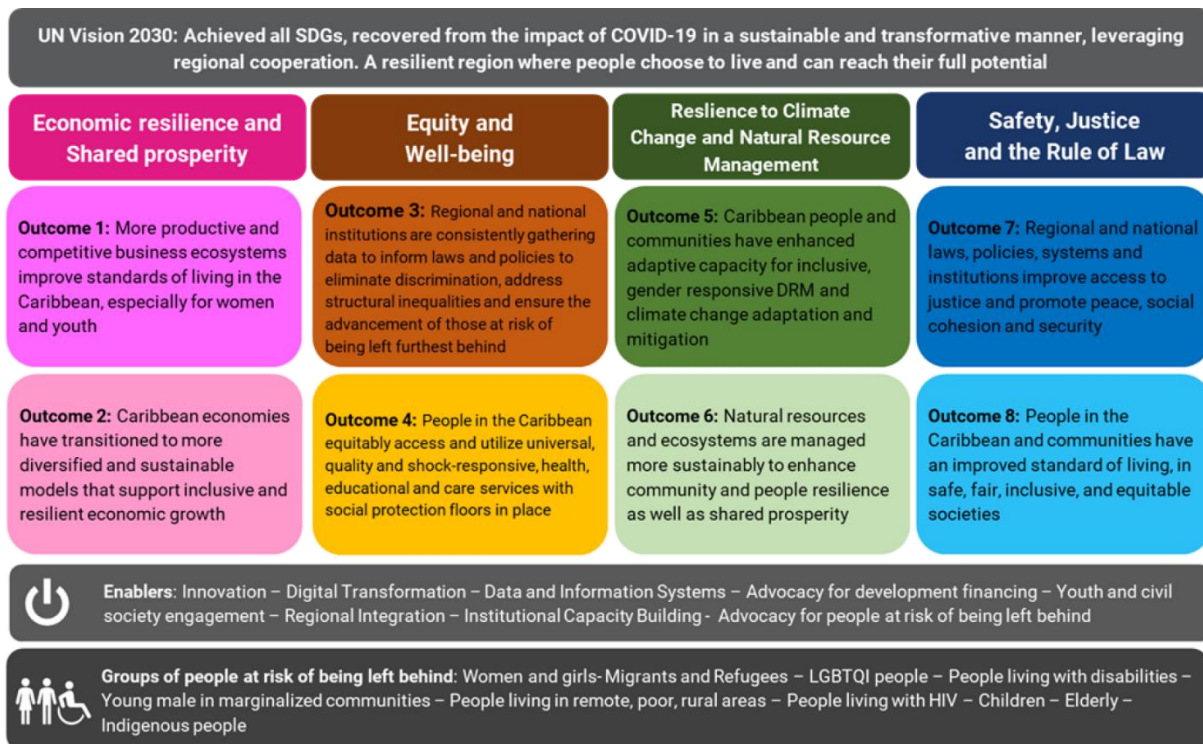 UN Vision 2030: Achieved all SDGs, recovered from the impact of COVID-19 in a sustainable and transformative manner, leveraging
regional cooperation. A resilient region where people choose to live and can reach their full potential
Economic resilience and
Shared prosperity
Equity and
Well-being
Reslience to Climate
Change and Natural Resource
Management
Safety, Justice
and the Rule of Law
Outcome 1: More productive and
competitive business ecosystems
improve standards of living in the
Caribbean, especially for women
and youth
Outcome 3: Regional and national
institutions are consistently gathering
data to inform laws and policies to
eliminate discrimination, address
structural inequalities and ensure the
advancement of those at risk of
being left furthest behind
Outcome 5: Caribbean people and
communities have enhanced
adaptive capacity for inclusive,
gender responsive DRM and
climate change adaptation and
mitigation
Outcome 7: Regional and national
laws, policies, systems and
institutions improve access to
justice and promote peace, social
cohesion and security
Outcome 2: Caribbean economies
have transitioned to more
diversified and sustainable
models that support inclusive and
resilient economic growth
Outcome 4: People in the Caribbean
equitably access and utilize universal,
quality and shock-responsive, health,
educational and care services with
social protection floors in place
Outcome 6: Natural resources
and ecosystems are managed
more sustainably to enhance
community and people resilience
as well as shared prosperity
Outcome 8: People in the
Caribbean and communities have
an improved standard of living, in
safe, fair, inclusive, and equitable
societies
Enablers: Innovation – Digital Transformation – Data and Information Systems – Advocacy for development financing – Youth and civil
society engagement – Regional Integration – Institutional Capacity Building - Advocacy for people at risk of being left behind
Groups of people at risk of being left behind: Women and girls- Migrants and Refugees – LGBTQI people – People living with disabilities –
Young male in marginalized communities – People living in remote, poor, rural areas – People living with HIV – Children – Elderly –
Indigenous people